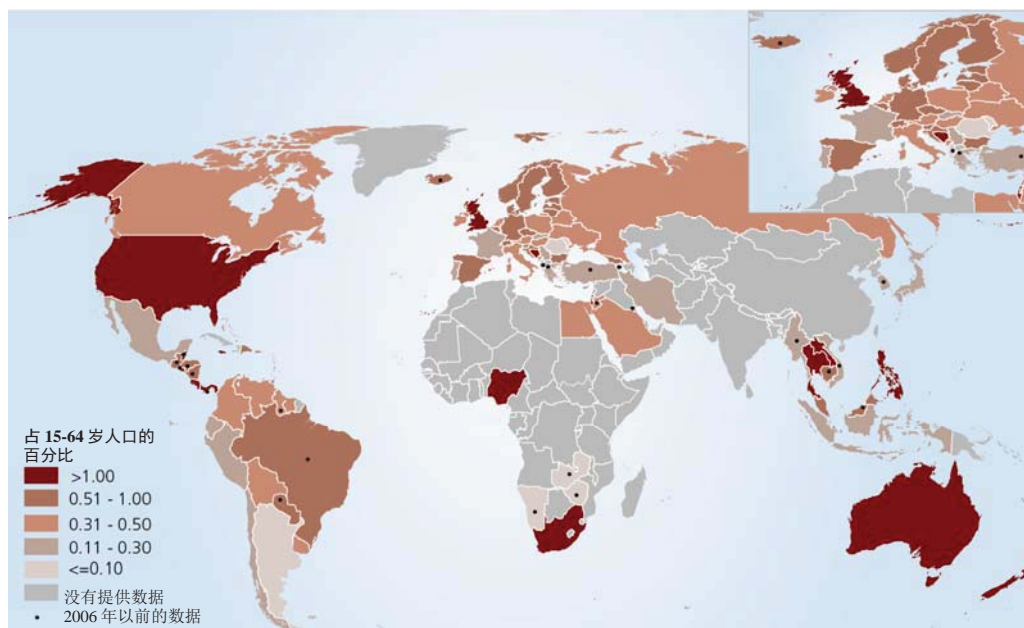 占 15-64 岁人口的
百分比
>1.00
0.51 - 1.00
0.31 - 0.50
0.11 - 0.30
<=0.10
没有提供数据
2006 年以前的数据